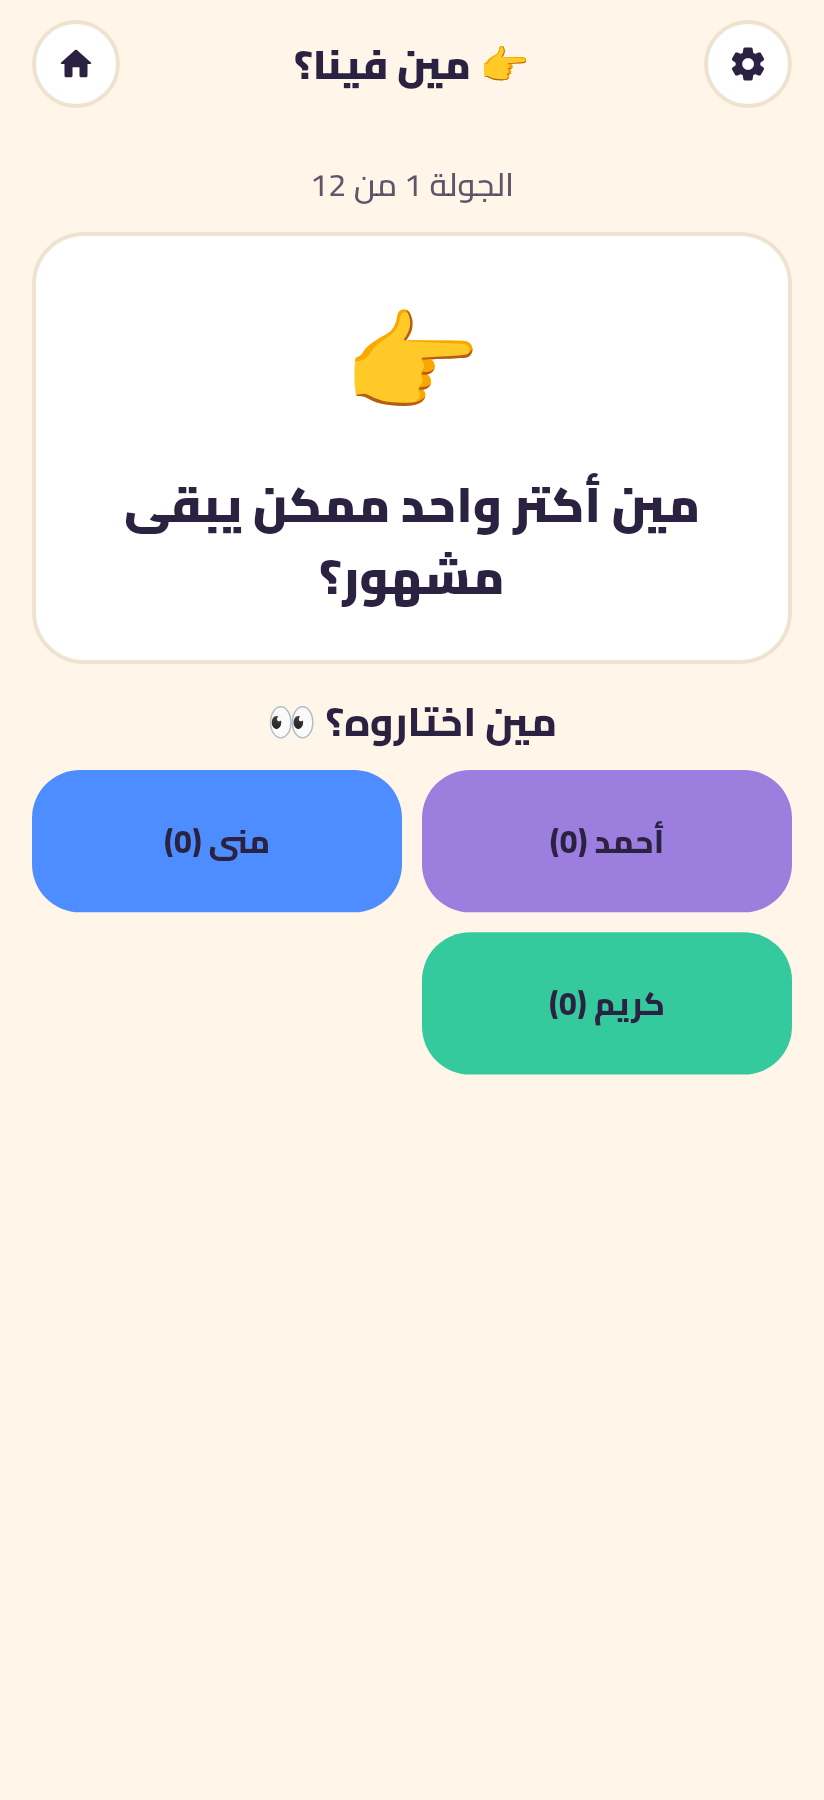 👉 مين فينا؟
الجولة 1 من 12
👉
مين أكتر واحد ممكن يبقى
مشهور؟
مين اختاروه؟ 👀
أحمد (0)
منى (0)
كريم (0)